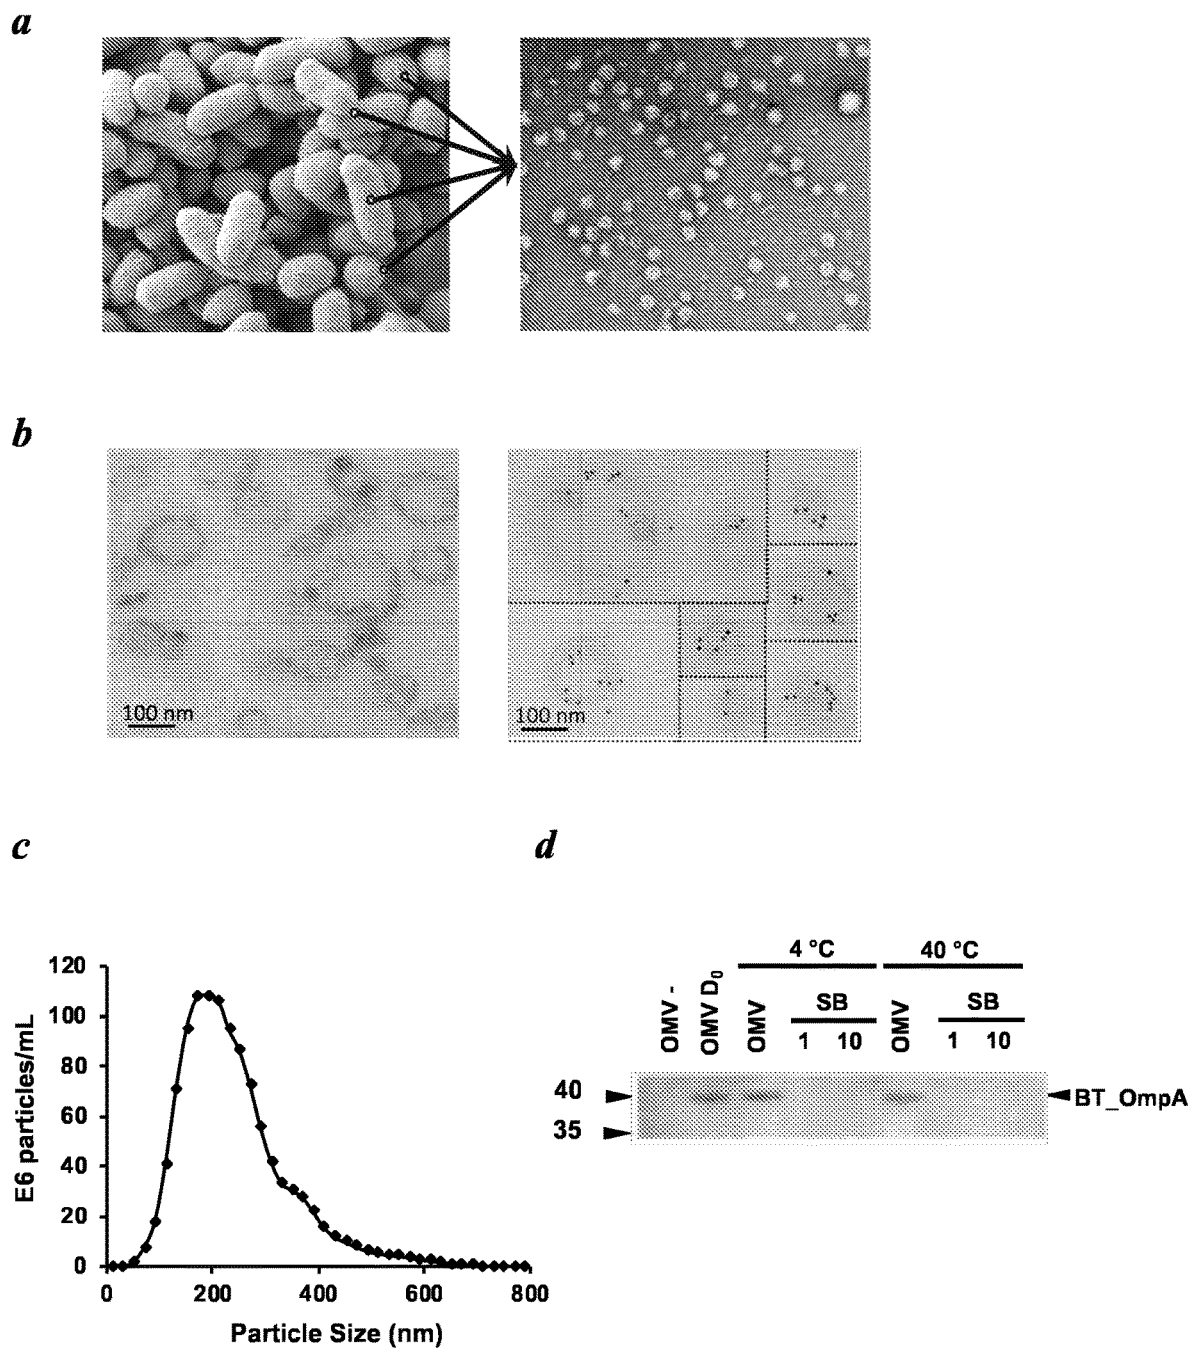 a
b
100 nm
100 nm
c
d
120
100
80
60
40
20
0
0 200 400 600 800
E6 particles/mL
Particle Size (nm)
4 °C 40 °C
OMV -
OMV D0
OMV
SB
1 10
OMV
SB
1 10
40
35
BT_OmpA